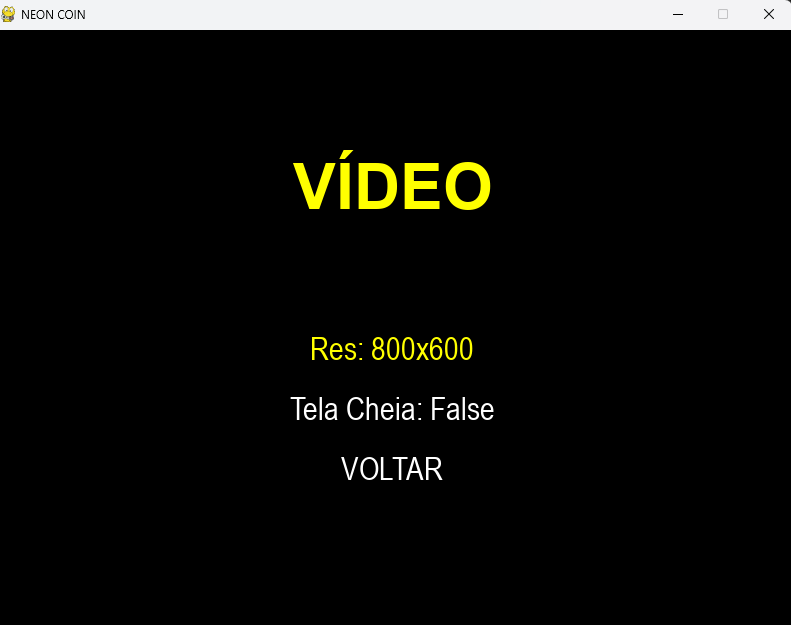 NEON COIN
VÍDEO
Res: 800x600
Tela Cheia: False
VOLTAR